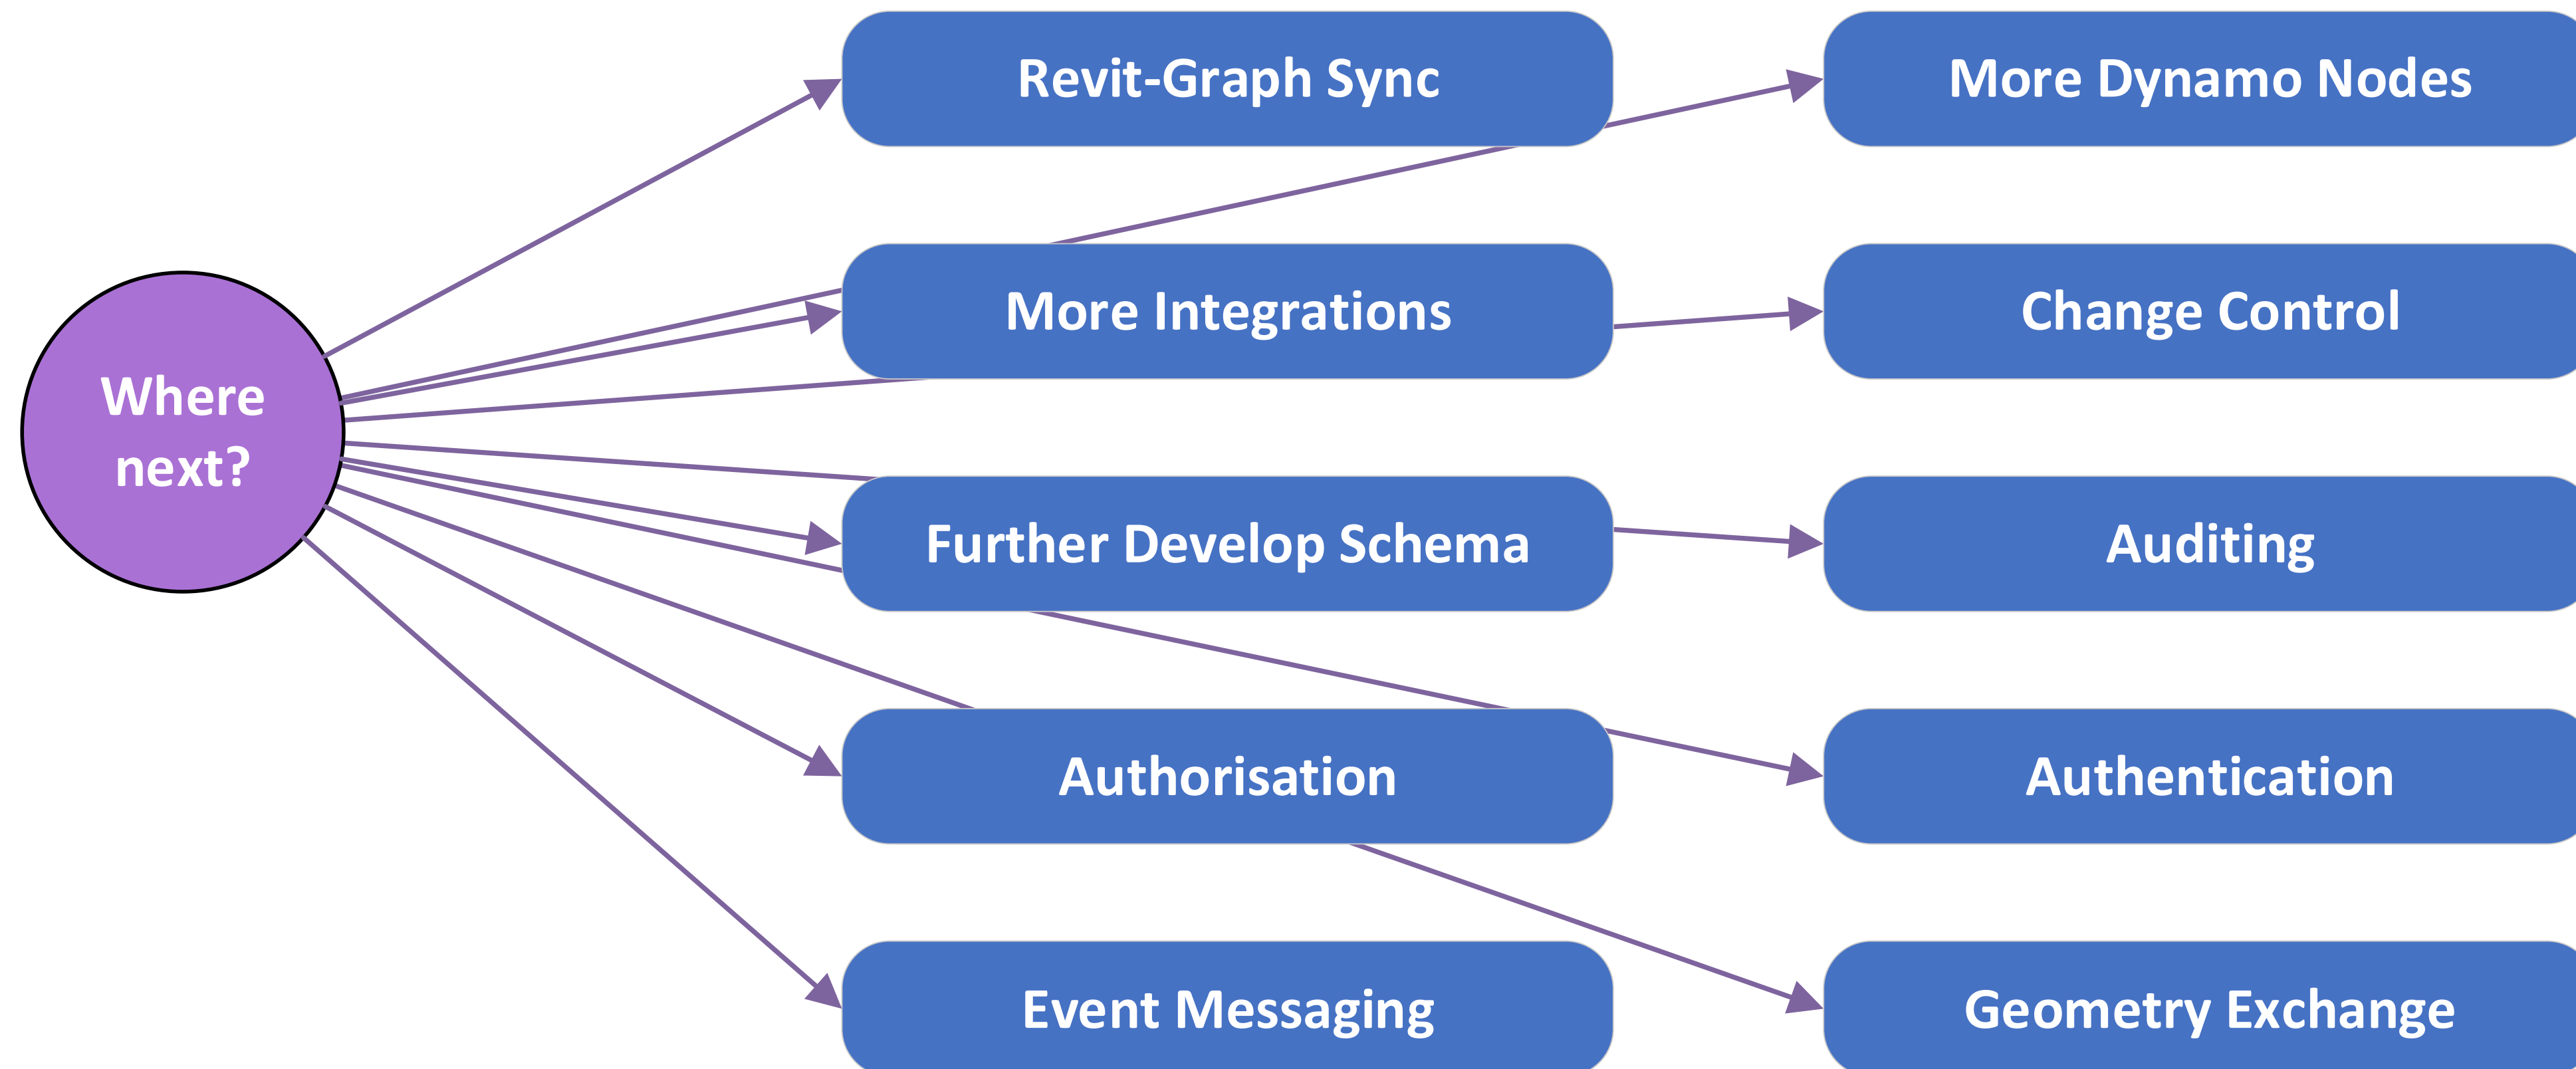 Where
next?
Revit-Graph Sync
More Dynamo Nodes
More Integrations
Change Control
Further Develop Schema
Auditing
Authorisation
Authentication
Event Messaging
Geometry Exchange